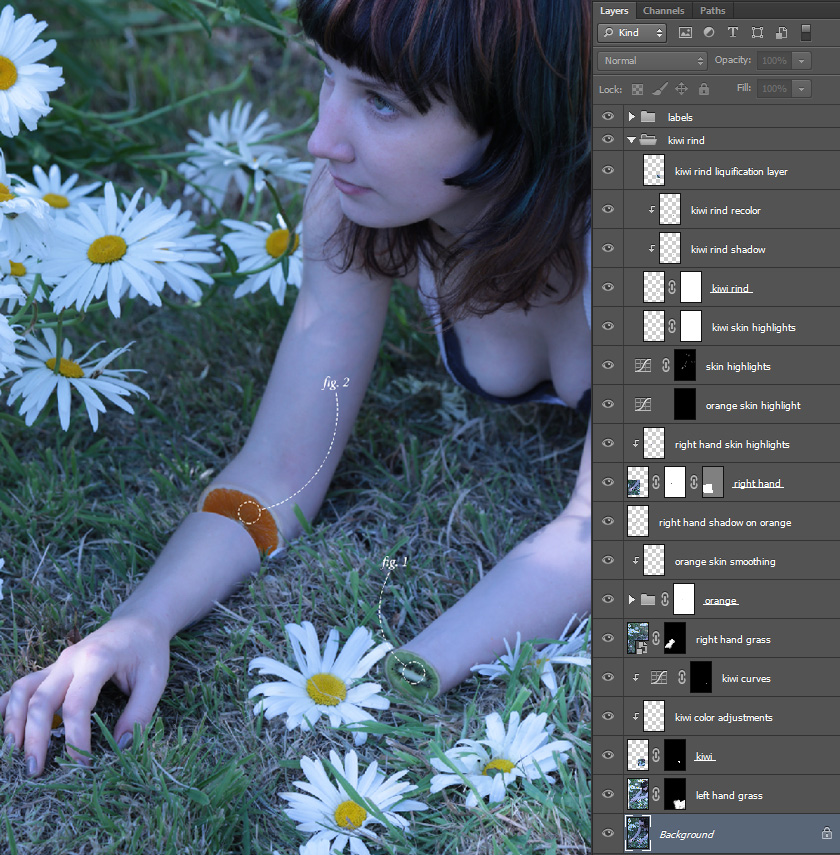 Layers Channels Paths
Kind
Normal Opacity: 100%
Lock: Fill: 100%
labels
kiwi rind
kiwi rind liquification layer
kiwi rind recolor
kiwi rind shadow
kiwi rind
kiwi skin highlights
skin highlights
orange skin highlight
right hand skin highlights
right hand
right hand shadow on orange
orange skin smoothing
orange
right hand grass
kiwi curves
kiwi color adjustments
kiwi
left hand grass
Background
fig. 2
fig. 1